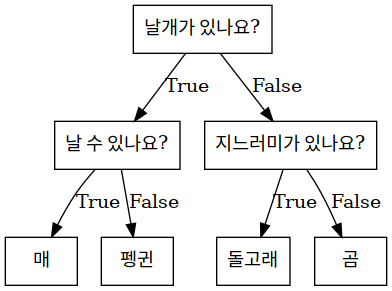 날개가 있나요?
True
False
날 수 있나요?
지느러미가 있나요?
True
False
True
False
매
펭귄
돌고래
곰